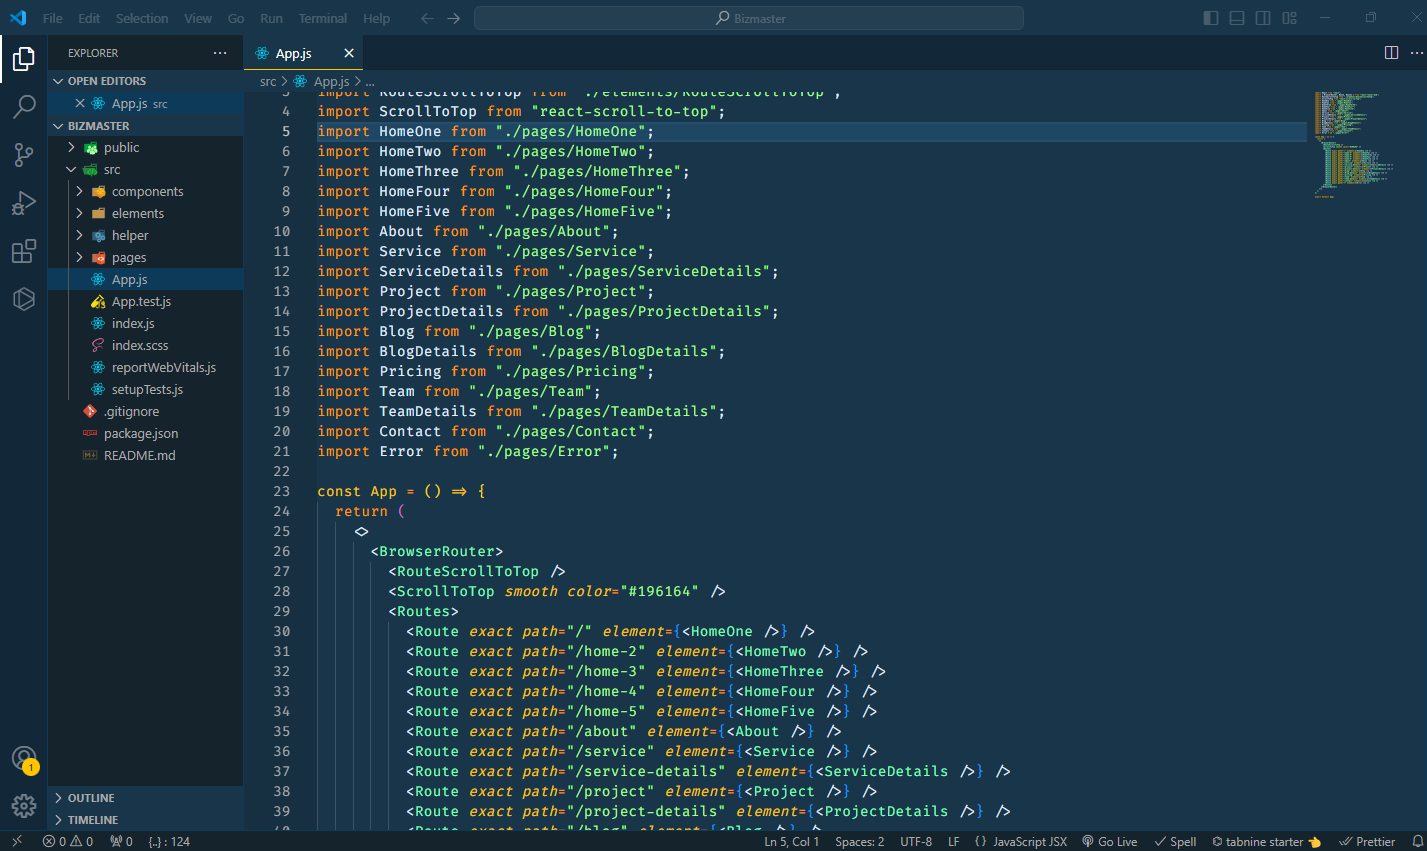 File Edit Selection View Go Run Terminal Help
Bizmaster
EXPLORER
OPEN EDITORS
App.js src
BIZMASTER
public
src
components
elements
helper
pages
App.js
App.test.js
index.js
index.scss
reportWebVitals.js
setupTests.js
.gitignore
package.json
README.md
OUTLINE
TIMELINE
1
App.js
src > App.js > ...
3 import RouteScrollToTop from "./elements/RouteScrollToTop";
4 import ScrollToTop from "react-scroll-to-top";
5 import HomeOne from "./pages/HomeOne";
6 import HomeTwo from "./pages/HomeTwo";
7 import HomeThree from "./pages/HomeThree";
8 import HomeFour from "./pages/HomeFour";
9 import HomeFive from "./pages/HomeFive";
10 import About from "./pages/About";
11 import Service from "./pages/Service";
12 import ServiceDetails from "./pages/ServiceDetails";
13 import Project from "./pages/Project";
14 import ProjectDetails from "./pages/ProjectDetails";
15 import Blog from "./pages/Blog";
16 import BlogDetails from "./pages/BlogDetails";
17 import Pricing from "./pages/Pricing";
18 import Team from "./pages/Team";
19 import TeamDetails from "./pages/TeamDetails";
20 import Contact from "./pages/Contact";
21 import Error from "./pages/Error";
22
23 const App = () => {
24 return (
25 <>
26 <BrowserRouter>
27 <RouteScrollToTop />
28 <ScrollToTop smooth color="#196164" />
29 <Routes>
30 <Route exact path="/" element={<HomeOne />} />
31 <Route exact path="/home-2" element={<HomeTwo />} />
32 <Route exact path="/home-3" element={<HomeThree />} />
33 <Route exact path="/home-4" element={<HomeFour />} />
34 <Route exact path="/home-5" element={<HomeFive />} />
35 <Route exact path="/about" element={<About />} />
36 <Route exact path="/service" element={<Service />} />
37 <Route exact path="/service-details" element={<ServiceDetails />} />
38 <Route exact path="/project" element={<Project />} />
39 <Route exact path="/project-details" element={<ProjectDetails />} />
40 <Route exact path="/blog" element={<Blog />} />
0 0 0 {..} : 124 Ln 5, Col 1 Spaces: 2 UTF-8 LF {} JavaScript JSX Go Live Spell tabnine starter Prettier